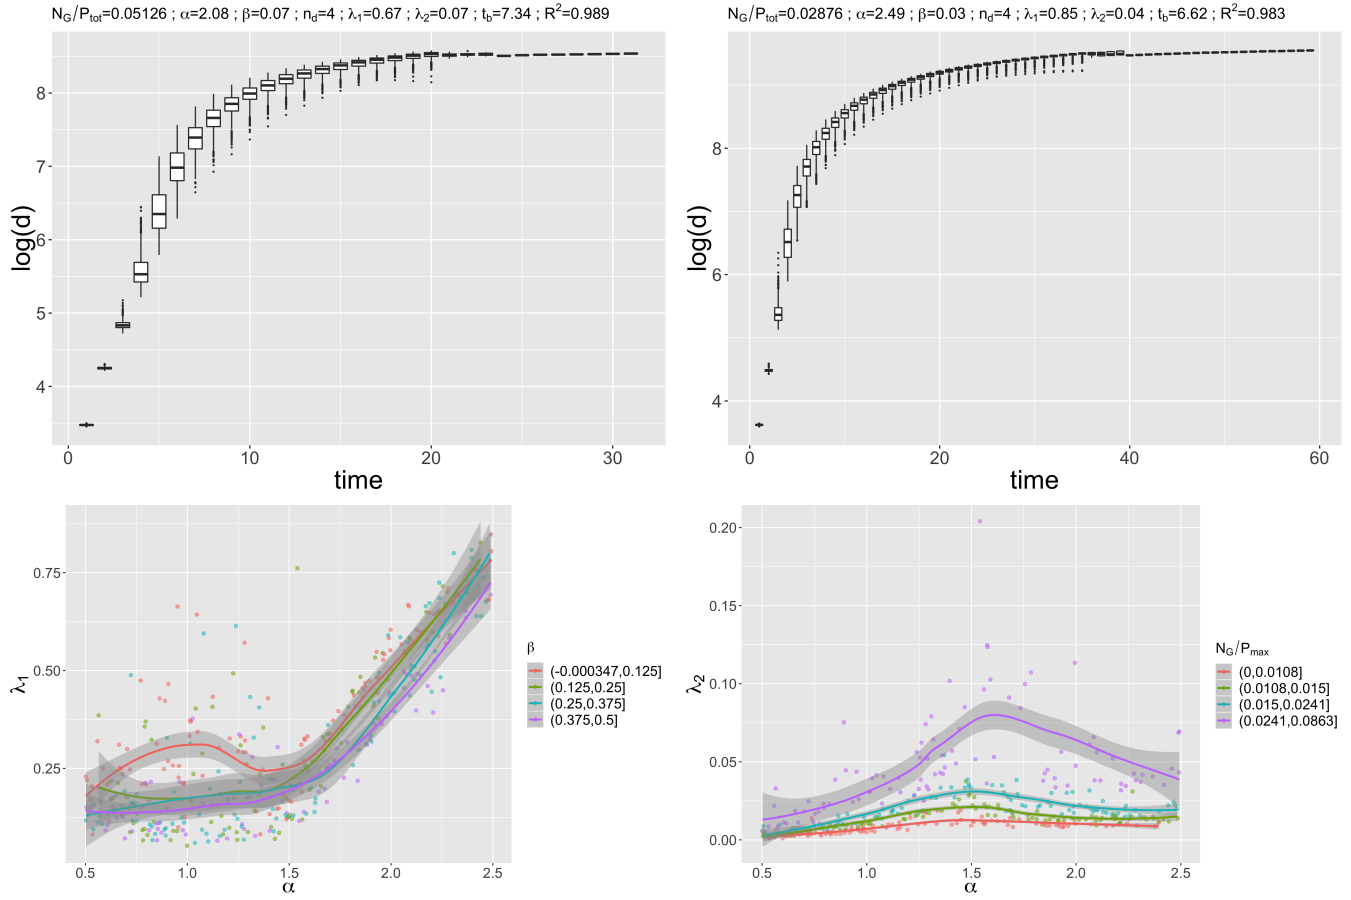 N_G/P_tot=0.05126 ; α=2.08 ; β=0.07 ; n_d=4 ; λ_1=0.67 ; λ_2=0.07 ; t_b=7.34 ; R^2=0.989
8
7
6
5
4
log(d)
0 10 20 30
time
N_G/P_tot=0.02876 ; α=2.49 ; β=0.03 ; n_d=4 ; λ_1=0.85 ; λ_2=0.04 ; t_b=6.62 ; R^2=0.983
8
6
4
log(d)
0 20 40 60
time
0.75
0.50
0.25
λ_1
0.5 1.0 1.5 2.0 2.5
α
β
(-0.000347,0.125]
(0.125,0.25]
(0.25,0.375]
(0.375,0.5]
0.20
0.15
0.10
0.05
0.00
λ_2
0.5 1.0 1.5 2.0 2.5
α
N_G/P_max
(0,0.0108]
(0.0108,0.015]
(0.015,0.0241]
(0.0241,0.0863]